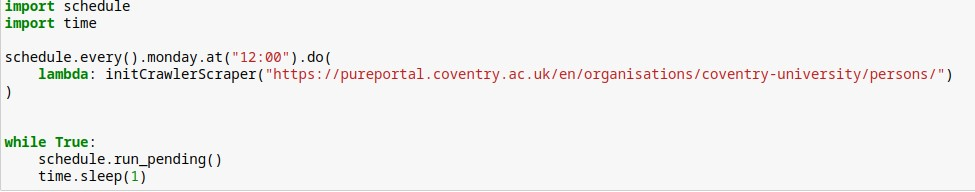 import schedule
import time

schedule.every().monday.at("12:00").do(
    lambda: initCrawlerScraper("https://pureportal.coventry.ac.uk/en/organisations/coventry-university/persons/")
)


while True:
    schedule.run_pending()
    time.sleep(1)